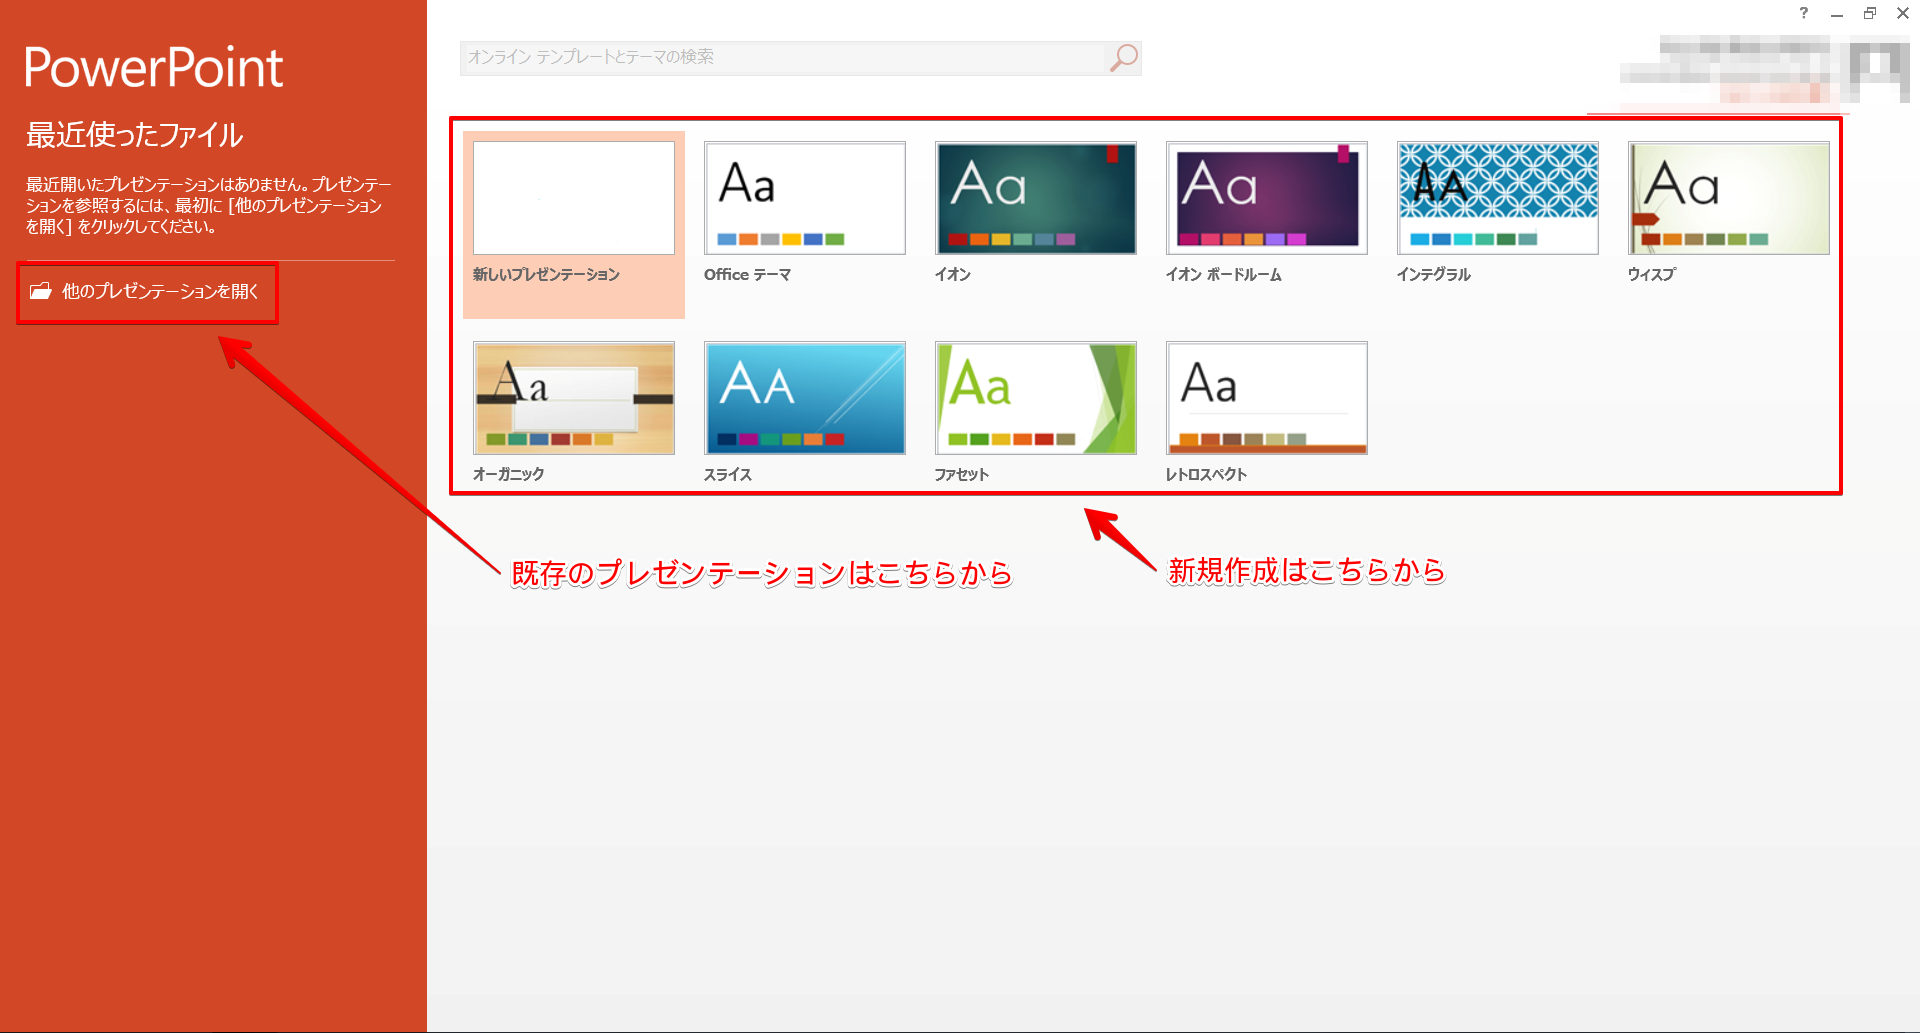 ?
PowerPoint
最近使ったファイル
最近開いたプレゼンテーションはありません。プレゼンテー
ションを参照するには、最初に [他のプレゼンテーション
を開く] をクリックしてください。
他のプレゼンテーションを開く
オンライン テンプレートとテーマの検索
新しいプレゼンテーション
Aa
Office テーマ
Aa
イオン
Aa
イオン ボードルーム
AA
インテグラル
Aa
ウィスプ
Aa
オーガニック
AA
スライス
Aa
ファセット
Aa
レトロスペクト
既存のプレゼンテーションはこちらから
新規作成はこちらから